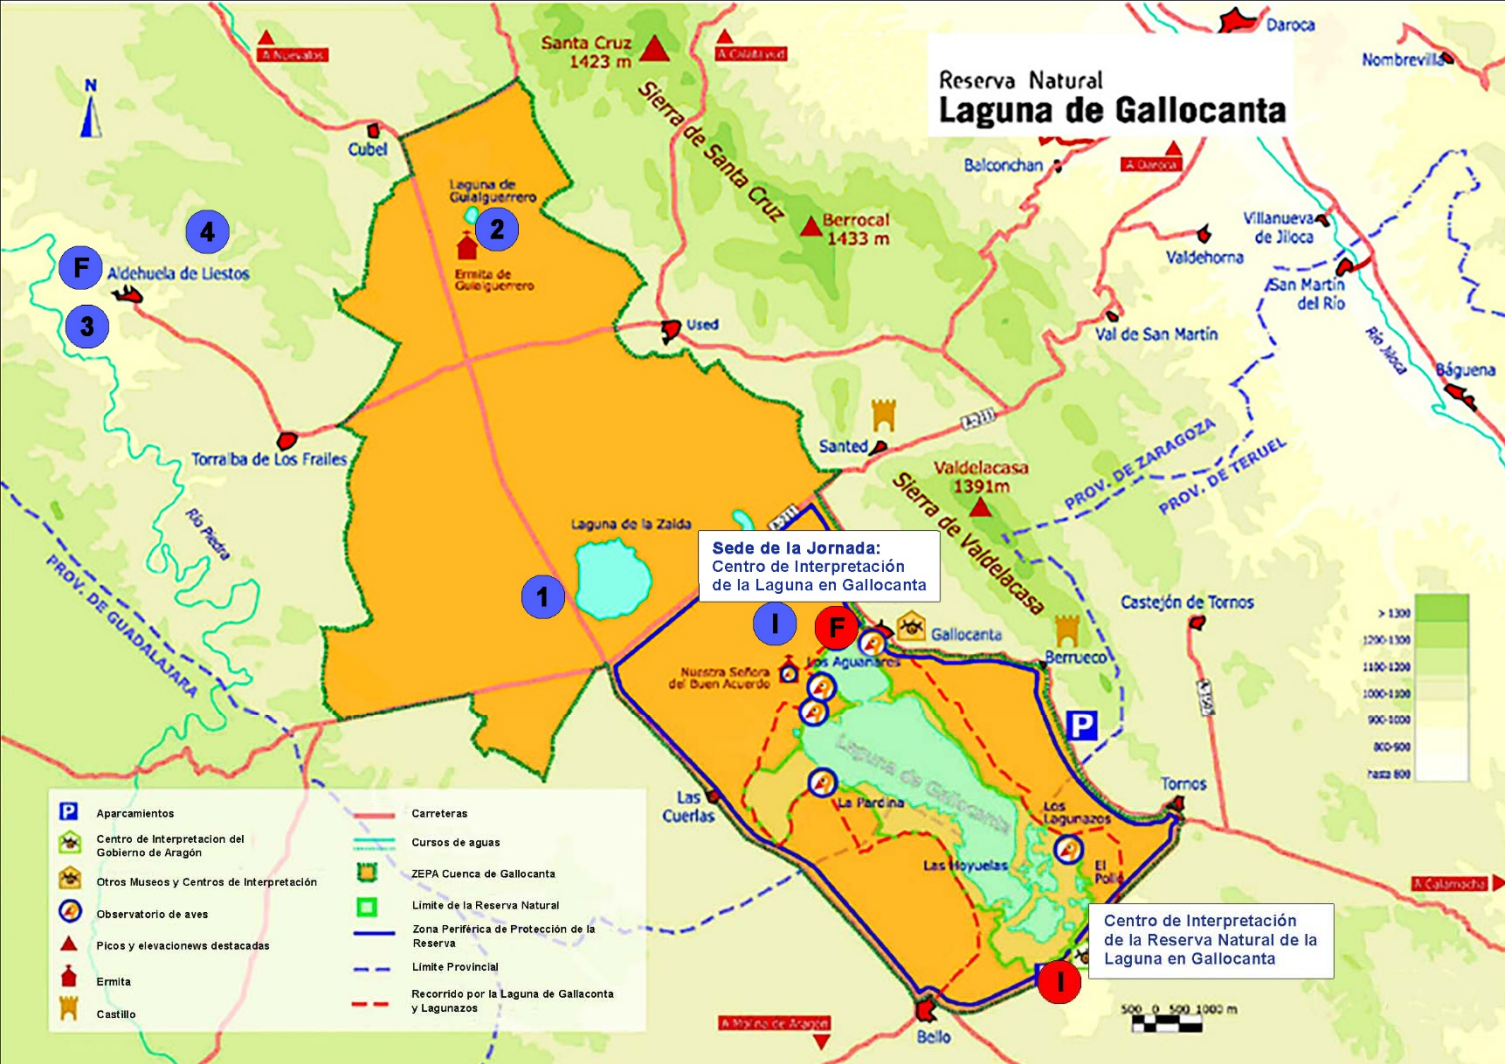 Reserva Natural
Laguna de Gallocanta
N
A Nuevalos
Santa Cruz
1423 m
A Calatayud
Daroca
Nombrevilla
Cubel
Sierra de Santa Cruz
Balconchan
A Daroca
Laguna de
Guialguerrero
2
Ermita de
Guialguerrero
4
F
Aldehuela de Liestos
3
Berrocal
1433 m
Villanueva
de Jiloca
Valdehorna
San Martín
del Río
Used
Val de San Martín
Río Jiloca
Báguena
Santed
A-211
Torralba de Los Frailes
Valdelacasa
1391m
Sierra de Valdelacasa
PROV. DE ZARAGOZA
PROV. DE TERUEL
Río Piedra
PROV. DE GUADALAJARA
Laguna de la Zaida
A-211
Sede de la Jornada:
Centro de Interpretación
de la Laguna en Gallocanta
1
I
F
Gallocanta
Castejón de Tornos
Berrueco
Los Aguanares
Nuestra Señora
del Buen Acuerdo
P
Laguna de Gallocanta
Las
Cuerlas
La Pardina
Los
Lagunazos
Tornos
Las Hoyuelas
El
Pollo
A Calamocha
> 1300
1200-1300
1100-1200
1000-1100
900-1000
800-900
hasta 800
Centro de Interpretación
de la Reserva Natural de la
Laguna en Gallocanta
I
500 0 500 1000 m
A Molina de Aragón
Bello
P Aparcamientos
Centro de Interpretacion del
Gobierno de Aragón
Otros Museos y Centros de Interpretación
Observatorio de aves
Picos y elevacionews destacadas
Ermita
Castillo
Carreteras
Cursos de aguas
ZEPA Cuenca de Gallocanta
Límite de la Reserva Natural
Zona Periférica de Protección de la
Reserva
Límite Provincial
Recorrido por la Laguna de Gallaconta
y Lagunazos